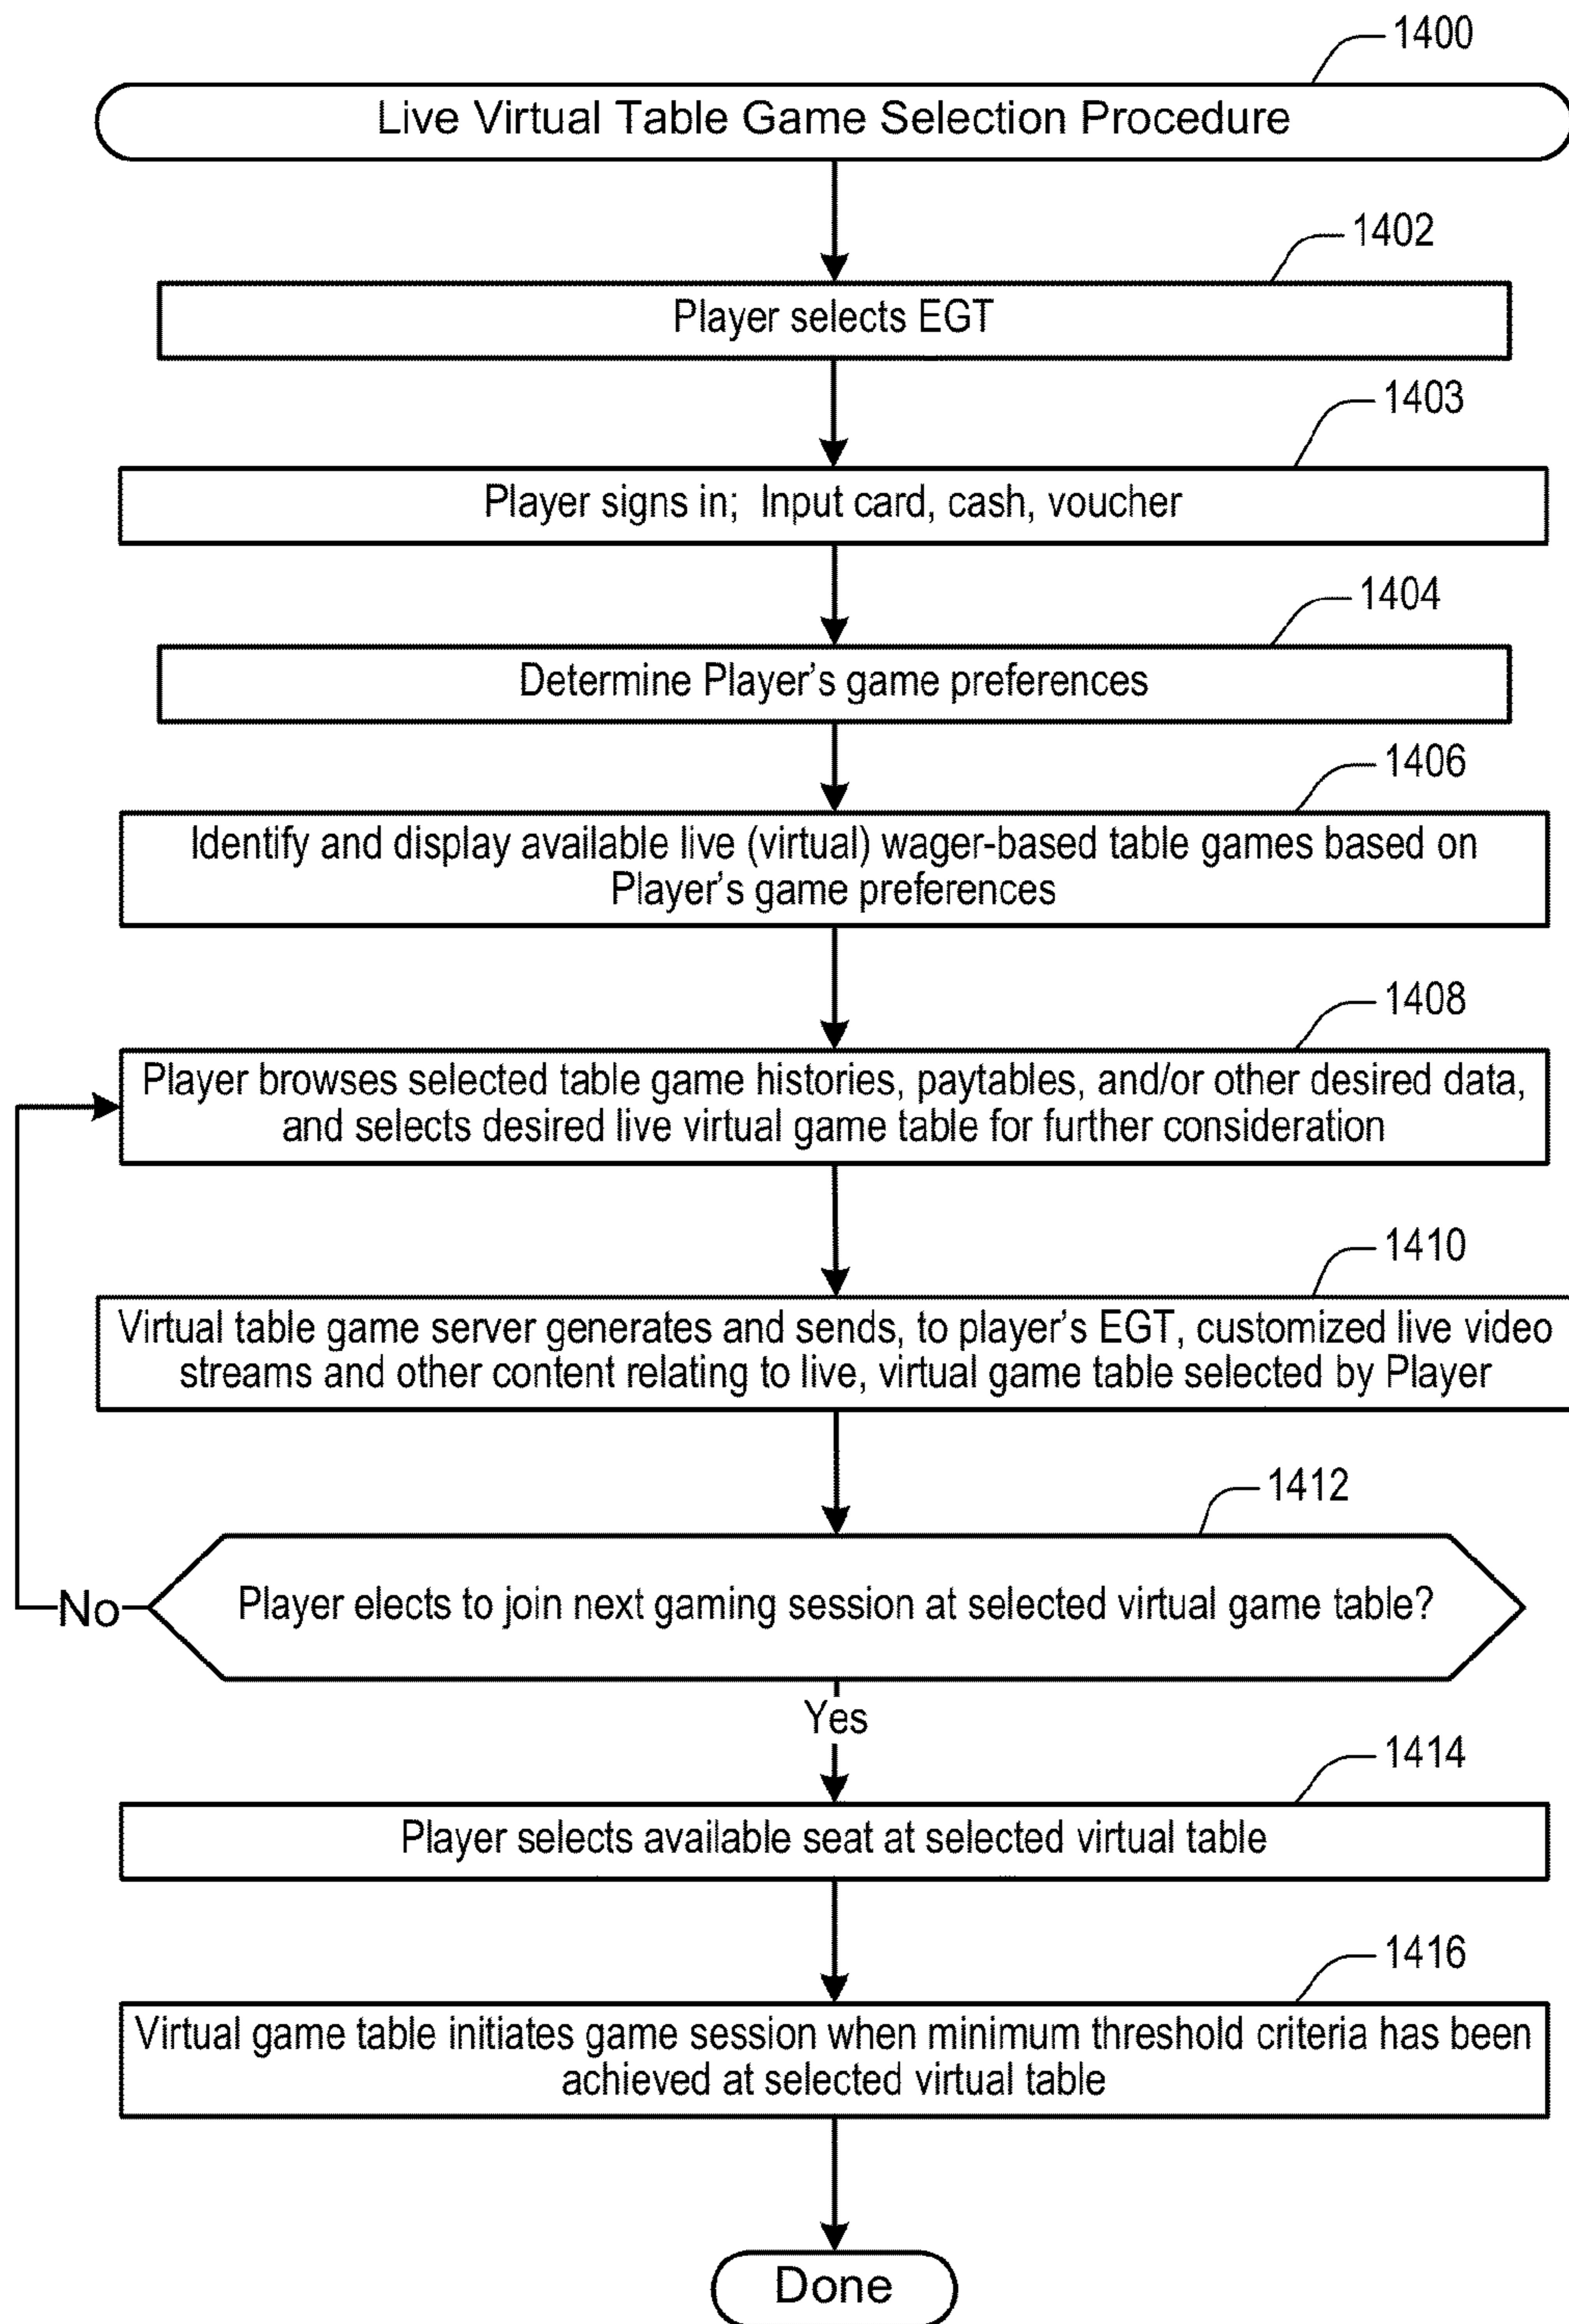 1400
Live Virtual Table Game Selection Procedure
1402
Player selects EGT
1403
Player signs in; Input card, cash, voucher
1404
Determine Player's game preferences
1406
Identify and display available live (virtual) wager-based table games based on
Player's game preferences
1408
Player browses selected table game histories, paytables, and/or other desired data,
and selects desired live virtual game table for further consideration
1410
Virtual table game server generates and sends, to player's EGT, customized live video
streams and other content relating to live, virtual game table selected by Player
1412
Player elects to join next gaming session at selected virtual game table?
No
Yes
1414
Player selects available seat at selected virtual table
1416
Virtual game table initiates game session when minimum threshold criteria has been
achieved at selected virtual table
Done